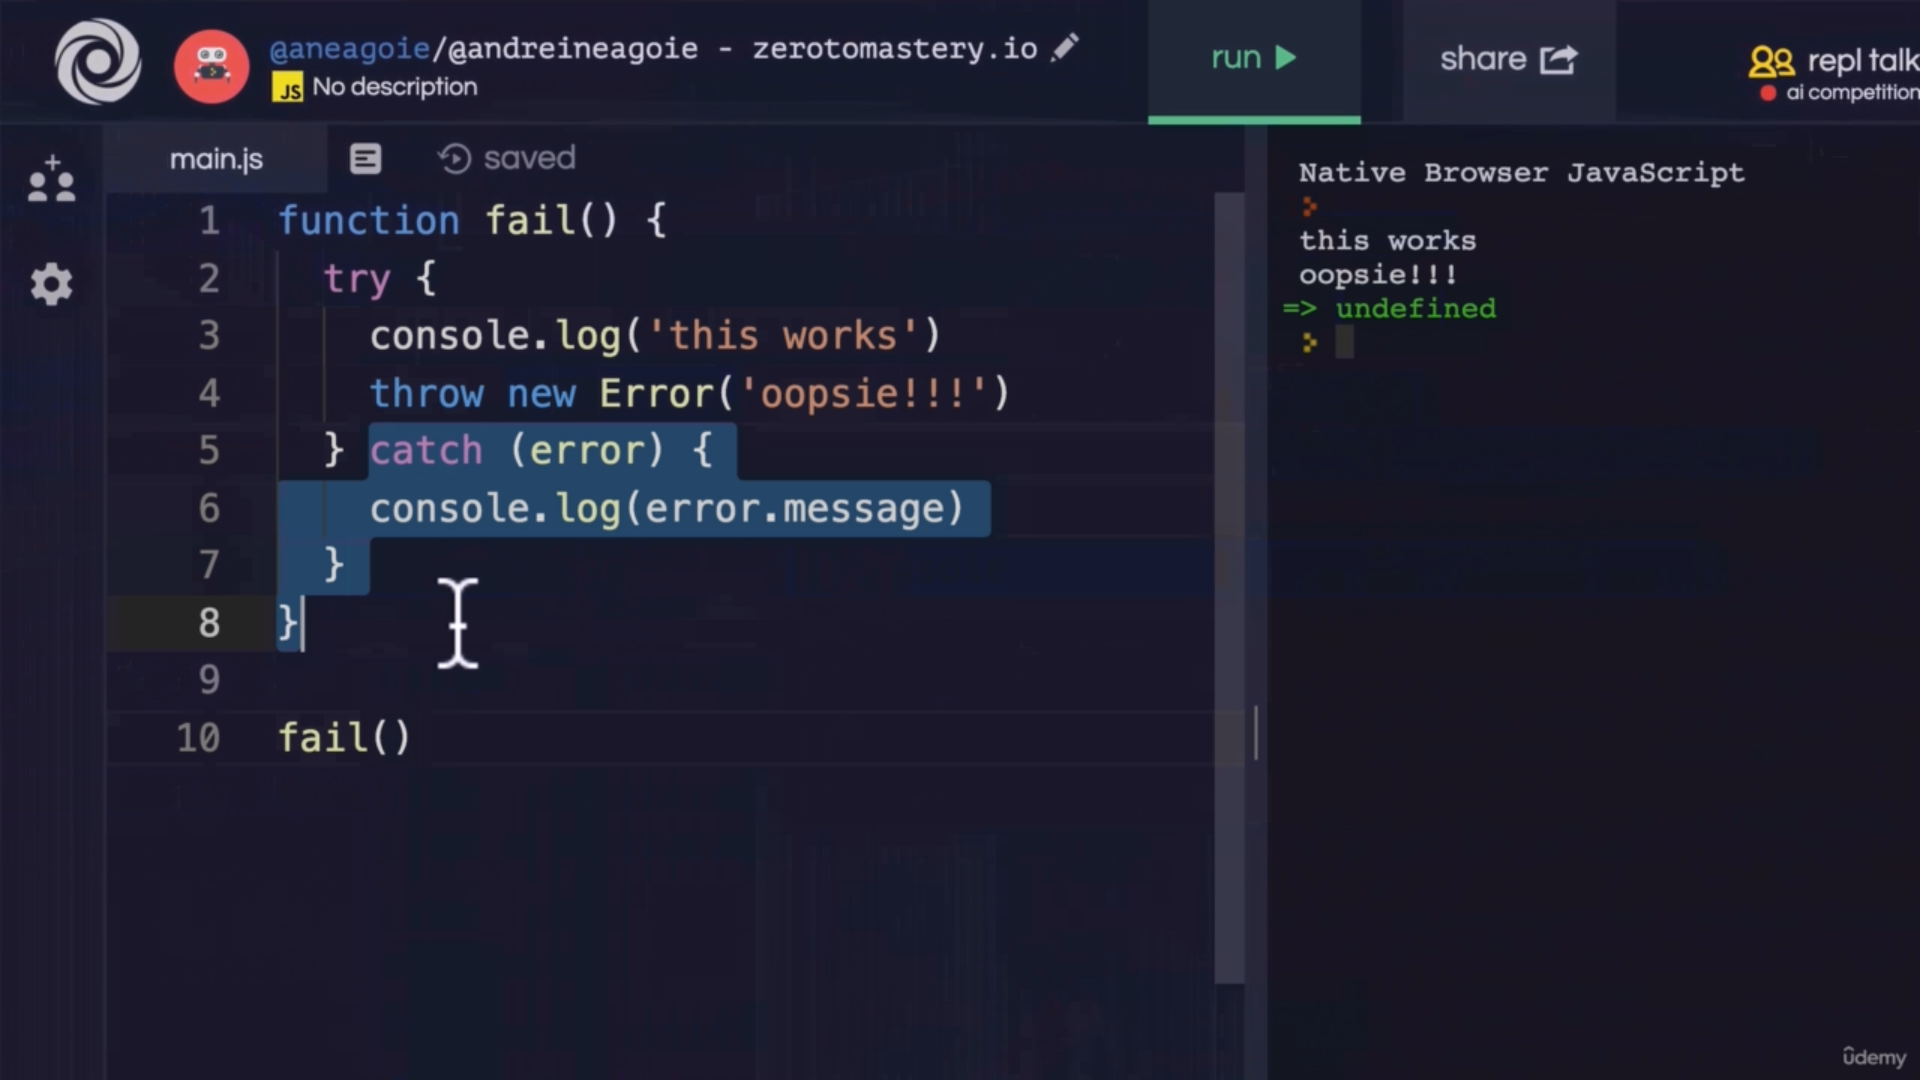 @aneagoie/@andreineagoie - zerotomastery.io
JS No description
run
share
repl talk
ai competition
main.js
saved
1 function fail() {
2 try {
3 console.log('this works')
4 throw new Error('oopsie!!!')
5 } catch (error) {
6 console.log(error.message)
7 }
8 }
9
10 fail()
Native Browser JavaScript
this works
oopsie!!!
=> undefined
ûdemy